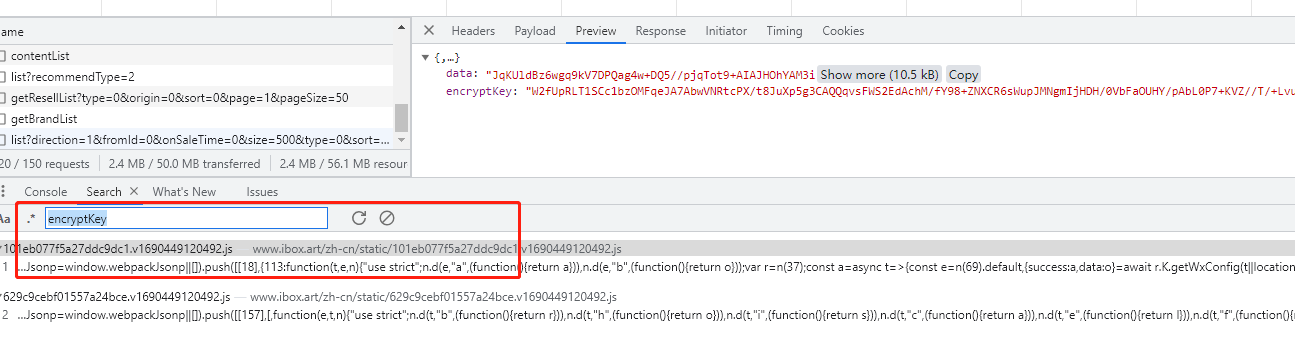 ame
contentList
list?recommendType=2
getResellList?type=0&origin=0&sort=0&page=1&pageSize=50
getBrandList
list?direction=1&fromId=0&onSaleTime=0&size=500&type=0&sort=...
20 / 150 requests 2.4 MB / 50.0 MB transferred 2.4 MB / 56.1 MB resour
Headers Payload Preview Response Initiator Timing Cookies
{,…}
data: "JqKUldBz6wgq9kV7DPQag4w+DQ5//pjqTot9+AIAJHOhYAM3i Show more (10.5 kB) Copy
encryptKey: "W2fUpRLT1SCc1bzOMFqeJA7AbwVNRtcPX/t8JuXp5g3CAQQqvsFWS2EdAchM/fY98+ZNXCR6sWupJMNgmIjHDH/0VbFaOUHY/pAbL0P7+KVZ//T/+Lvu
Console Search What's New Issues
Aa .* encryptKey
101eb077f5a27ddc9dc1.v1690449120492.js — www.ibox.art/zh-cn/static/101eb077f5a27ddc9dc1.v1690449120492.js
1 ...Jsonp=window.webpackJsonp||[]).push([[18],{113:function(t,e,n){"use strict";n.d(e,"a",(function(){return a})),n.d(e,"b",(function(){return o}));var r=n(37);const a=async t=>{const e=n(69).default,{success:a,data:o}=await r.K.getWxConfig(t||locatior
629c9cebf01557a24bce.v1690449120492.js — www.ibox.art/zh-cn/static/629c9cebf01557a24bce.v1690449120492.js
2 ...Jsonp=window.webpackJsonp||[]).push([[157],[,function(e,t,n){"use strict";n.d(t,"b",(function(){return r})),n.d(t,"h",(function(){return o})),n.d(t,"i",(function(){return s})),n.d(t,"c",(function(){return a})),n.d(t,"e",(function(){return l})),n.d(t,"f",(function(){r